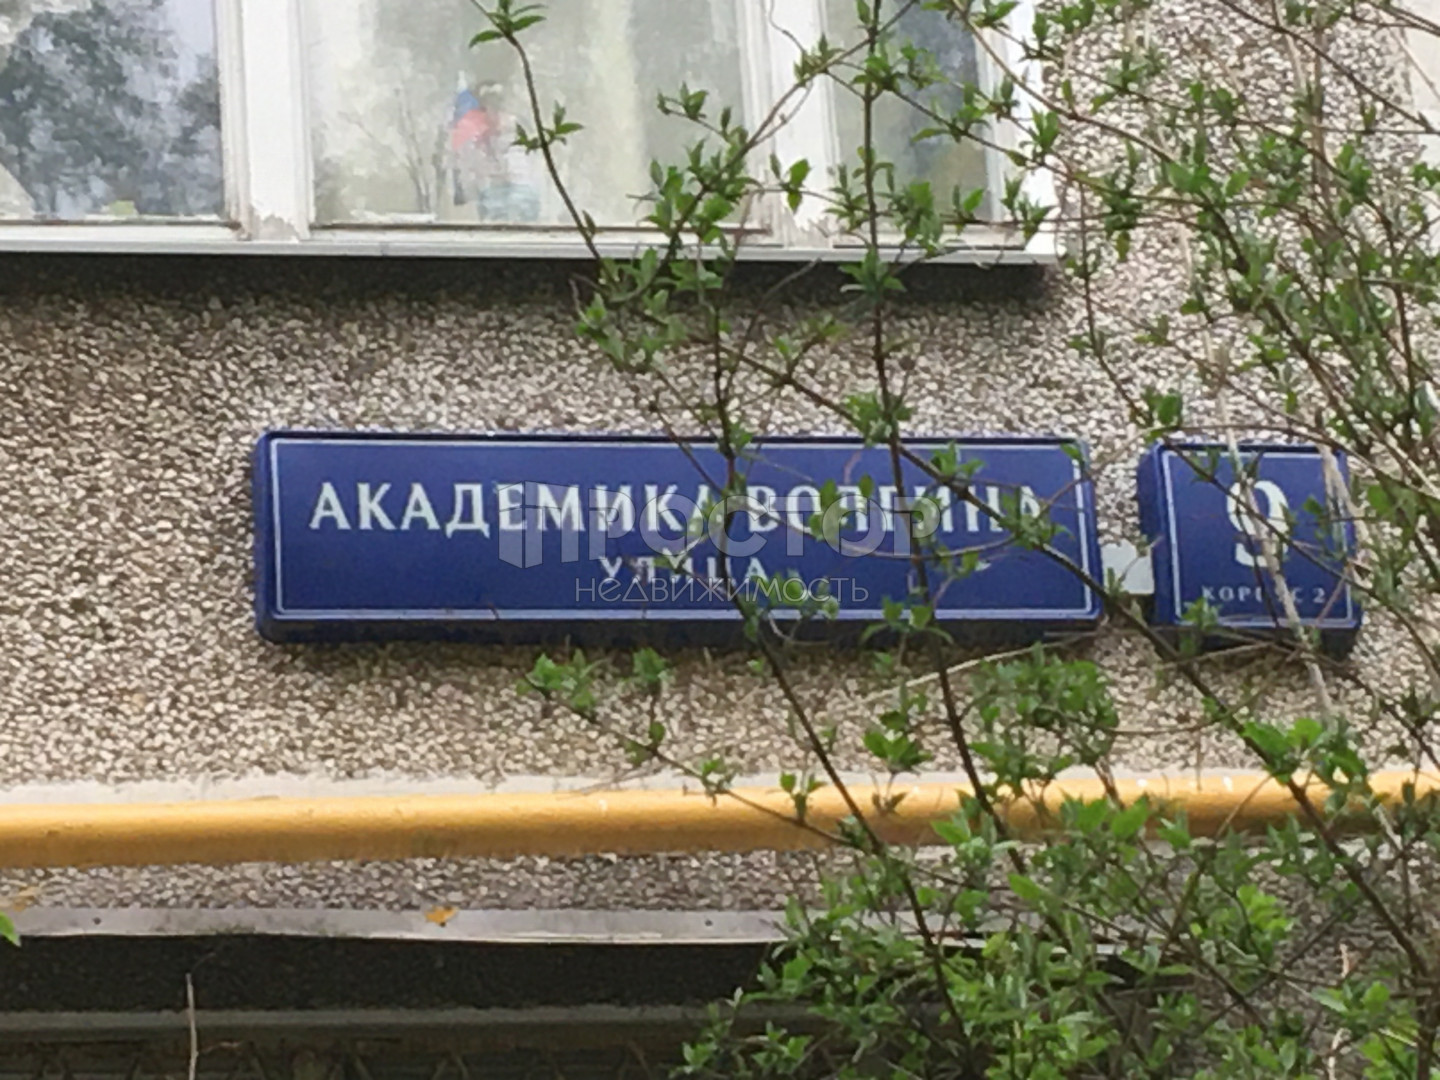 АКАДЕМИКА ВОЛГИНА
УЛИЦА
9
КОРПУС 2
ПРОСТОР
НЕДВИЖИМОСТЬ